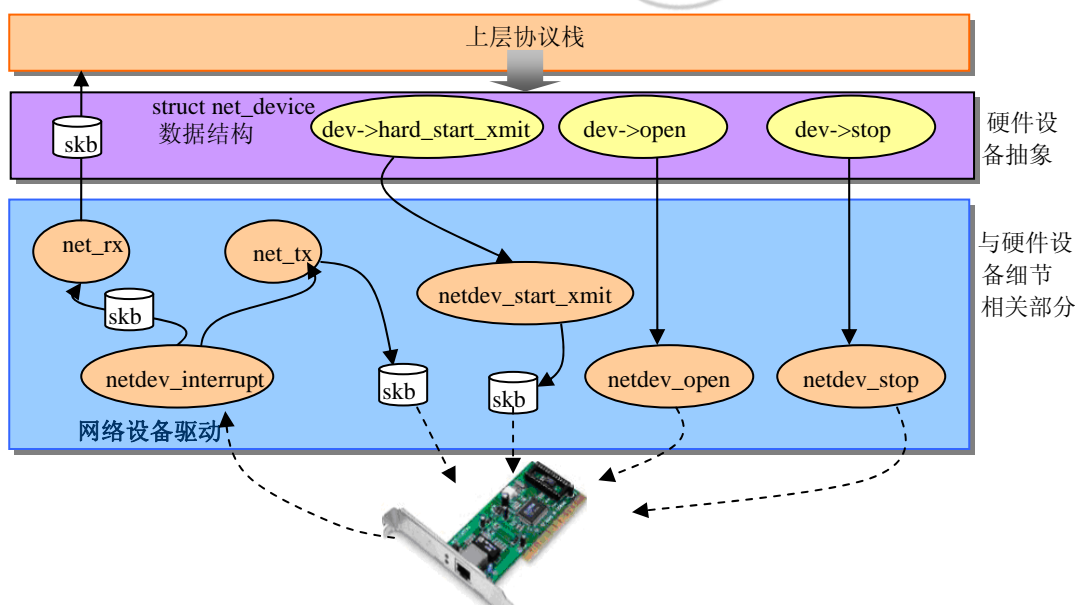 上层协议栈
struct net_device
数据结构
dev->hard_start_xmit
dev->open
dev->stop
硬件设
备抽象
skb
net_rx
net_tx
netdev_start_xmit
与硬件设
备细节
相关部分
skb
netdev_interrupt
skb
skb
netdev_open
netdev_stop
网络设备驱动